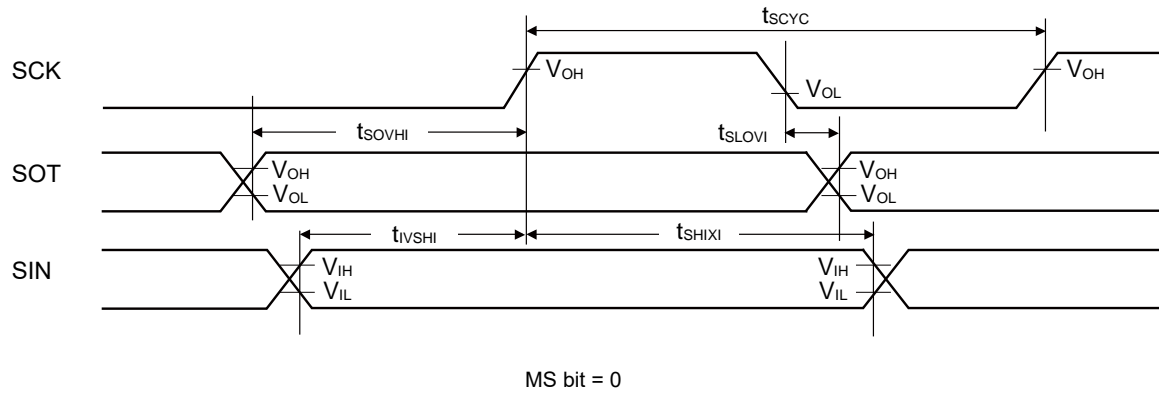 tSCYC
SCK
VOH
VOL
VOH
tSOVHI
tSLOVI
SOT
VOH
VOL
VOH
VOL
tIVSHI
tSHIXI
SIN
VIH
VIL
VIH
VIL
MS bit = 0